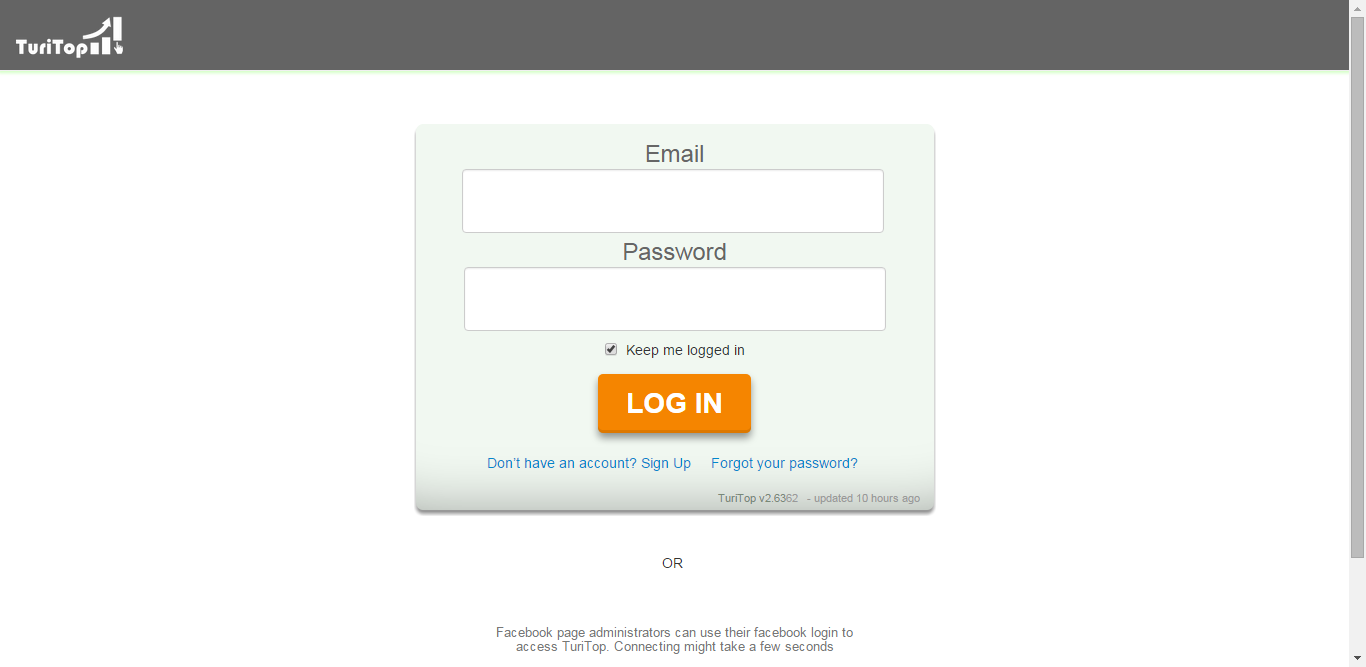 TuriTop
Email
Password
Keep me logged in
LOG IN
Don't have an account? Sign Up Forgot your password?
TuriTop v2.6362 - updated 10 hours ago
OR
Facebook page administrators can use their facebook login to
access TuriTop. Connecting might take a few seconds